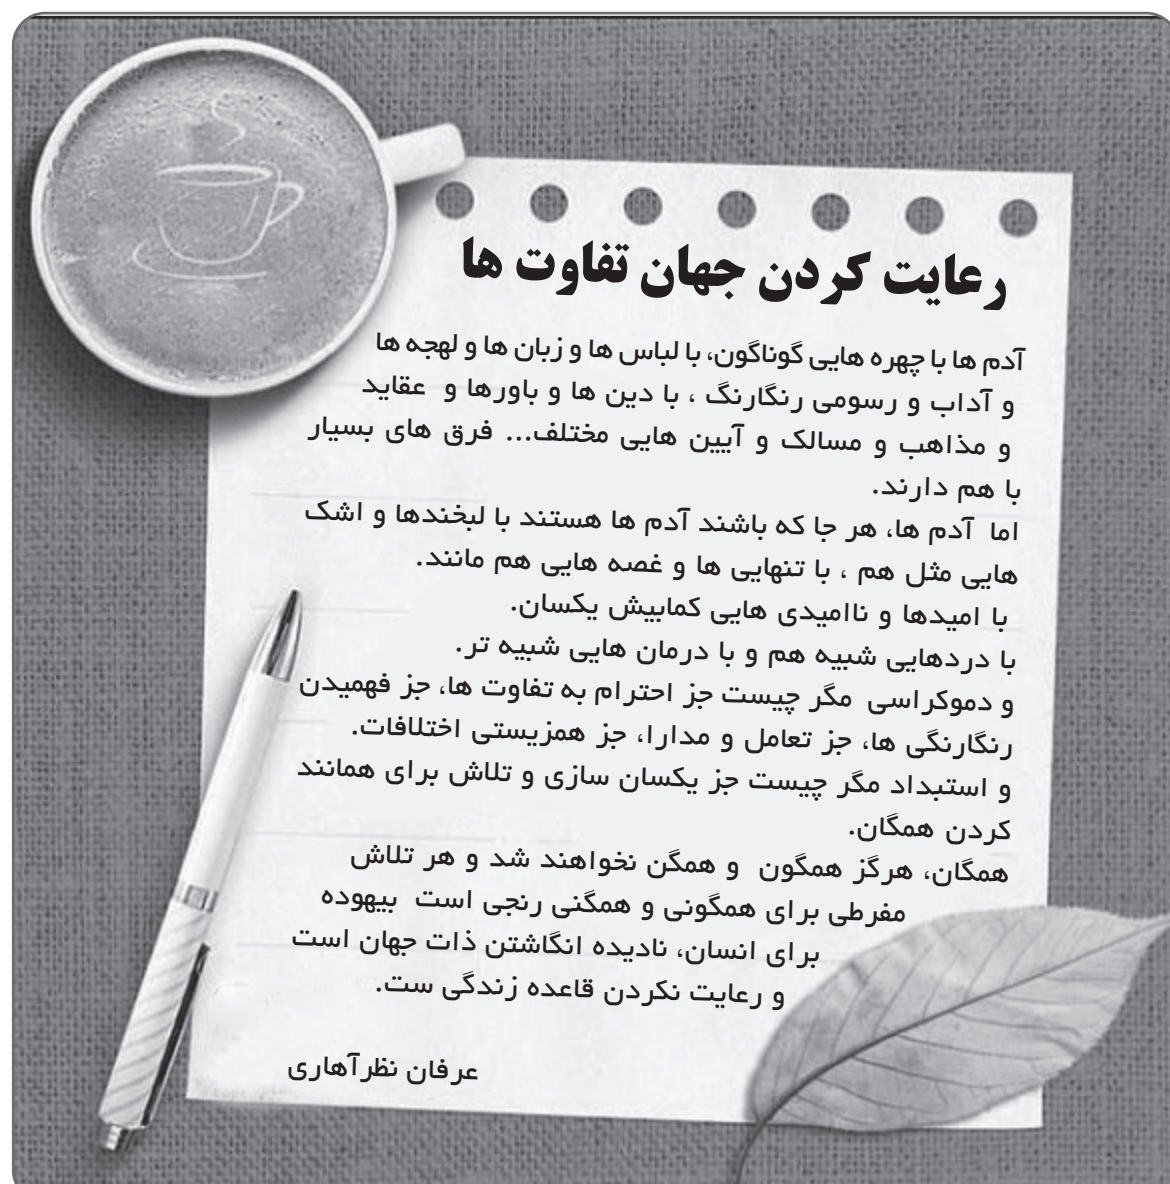 رعایت کردن جهان تفاوت ها
آدم ها با چهره هایی گوناگون، با لباس ها و زبان ها و لهجه ها
و آداب و رسومی رنگارنگ ، با دین ها و باورها و عقاید
و مذاهب و مسالک و آیین هایی مختلف... فرق های بسیار
با هم دارند.
اما آدم ها، هر جا که باشند آدم ها هستند با لبخندها و اشک
هایی مثل هم ، با تنهایی ها و غصه هایی هم مانند.
با امیدها و ناامیدی هایی کمابیش یکسان.
با دردهایی شبیه هم و با درمان هایی شبیه تر.
و دموکراسی مگر چیست جز احترام به تفاوت ها، جز فهمیدن
رنگارنگی ها، جز تعامل و مدارا، جز همزیستی اختلافات.
و استبداد مگر چیست جز یکسان سازی و تلاش برای همانند
کردن همگان.
همگان، هرگز همگون و همگن نخواهند شد و هر تلاش
مفرطی برای همگونی و همگنی رنجی است بیهوده
برای انسان، نادیده انگاشتن ذات جهان است
و رعایت نکردن قاعده زندگی ست.
عرفان نظرآهاری